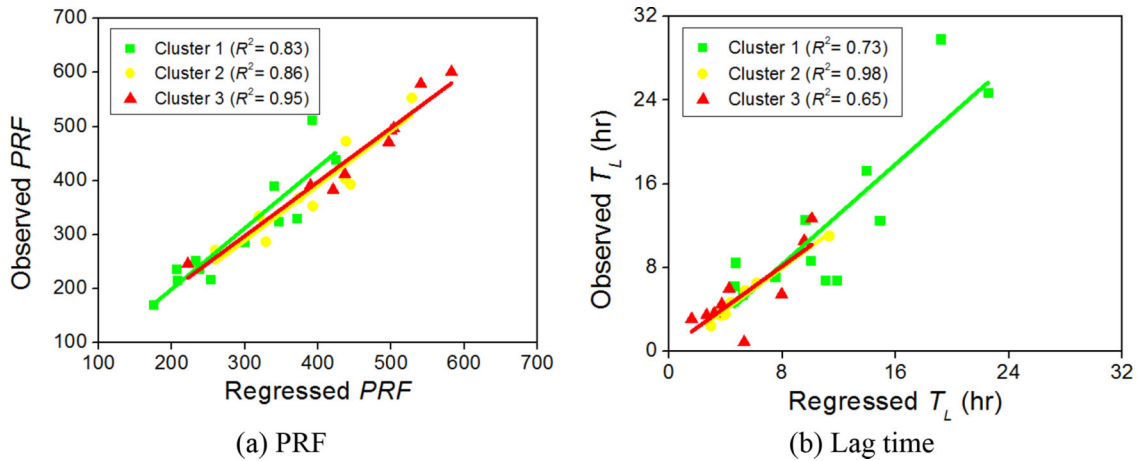 700
600
500
400
300
200
100
Observed PRF
Cluster 1 (R²= 0.83)
Cluster 2 (R²= 0.86)
Cluster 3 (R²= 0.95)
100 200 300 400 500 600 700
Regressed PRF
(a) PRF
32
24
16
8
0
Observed T_L (hr)
Cluster 1 (R²= 0.73)
Cluster 2 (R²= 0.98)
Cluster 3 (R²= 0.65)
0 8 16 24 32
Regressed T_L (hr)
(b) Lag time